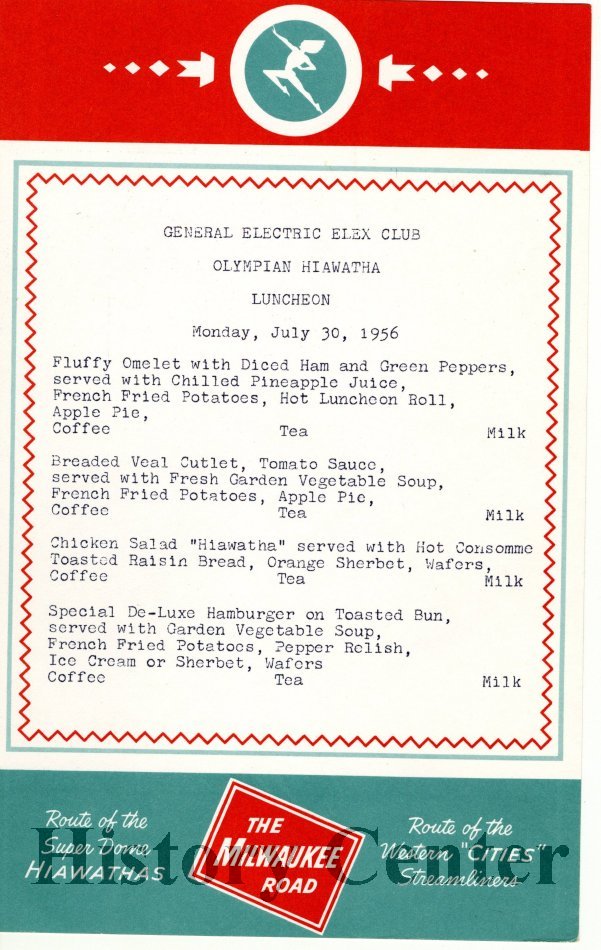 GENERAL ELECTRIC ELEX CLUB
OLYMPIAN HIAWATHA
LUNCHEON
Monday, July 30, 1956
Fluffy Omelet with Diced Ham and Green Peppers,
served with Chilled Pineapple Juice,
French Fried Potatoes, Hot Luncheon Roll,
Apple Pie,
Coffee Tea Milk
Breaded Veal Cutlet, Tomato Sauce,
served with Fresh Garden Vegetable Soup,
French Fried Potatoes, Apple Pie,
Coffee Tea Milk
Chicken Salad "Hiawatha" served with Hot Consomme
Toasted Raisin Bread, Orange Sherbet, Wafers,
Coffee Tea Milk
Special De-Luxe Hamburger on Toasted Bun,
served with Garden Vegetable Soup,
French Fried Potatoes, Pepper Relish,
Ice Cream or Sherbet, Wafers
Coffee Tea Milk
Route of the
Super Dome
HIAWATHAS
THE
MILWAUKEE
ROAD
Route of the
Western "CITIES"
Streamliners
History Center